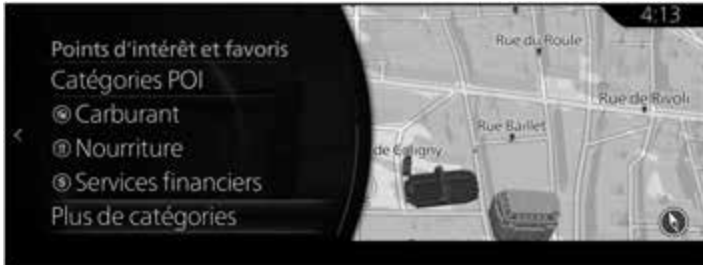 4:13
Points d'intérêt et favoris
Catégories POI
Carburant
Nourriture
Services financiers
Plus de catégories
Rue du Roule
Rue de Rivoli
Rue Baillet
de Coligny